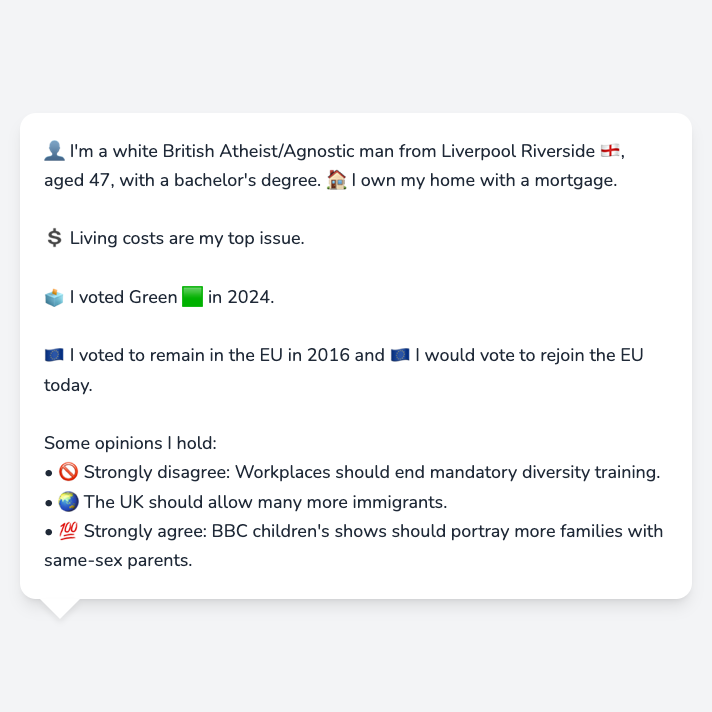 👤 I'm a white British Atheist/Agnostic man from Liverpool Riverside 🏴󠁧󠁢󠁥󠁮󠁧󠁿,
aged 47, with a bachelor's degree. 🏠 I own my home with a mortgage.
💲 Living costs are my top issue.
🗳️ I voted Green 🟩 in 2024.
🇪🇺 I voted to remain in the EU in 2016 and 🇪🇺 I would vote to rejoin the EU
today.
Some opinions I hold:
• 🚫 Strongly disagree: Workplaces should end mandatory diversity training.
• 🌏 The UK should allow many more immigrants.
• 💯 Strongly agree: BBC children's shows should portray more families with
same-sex parents.